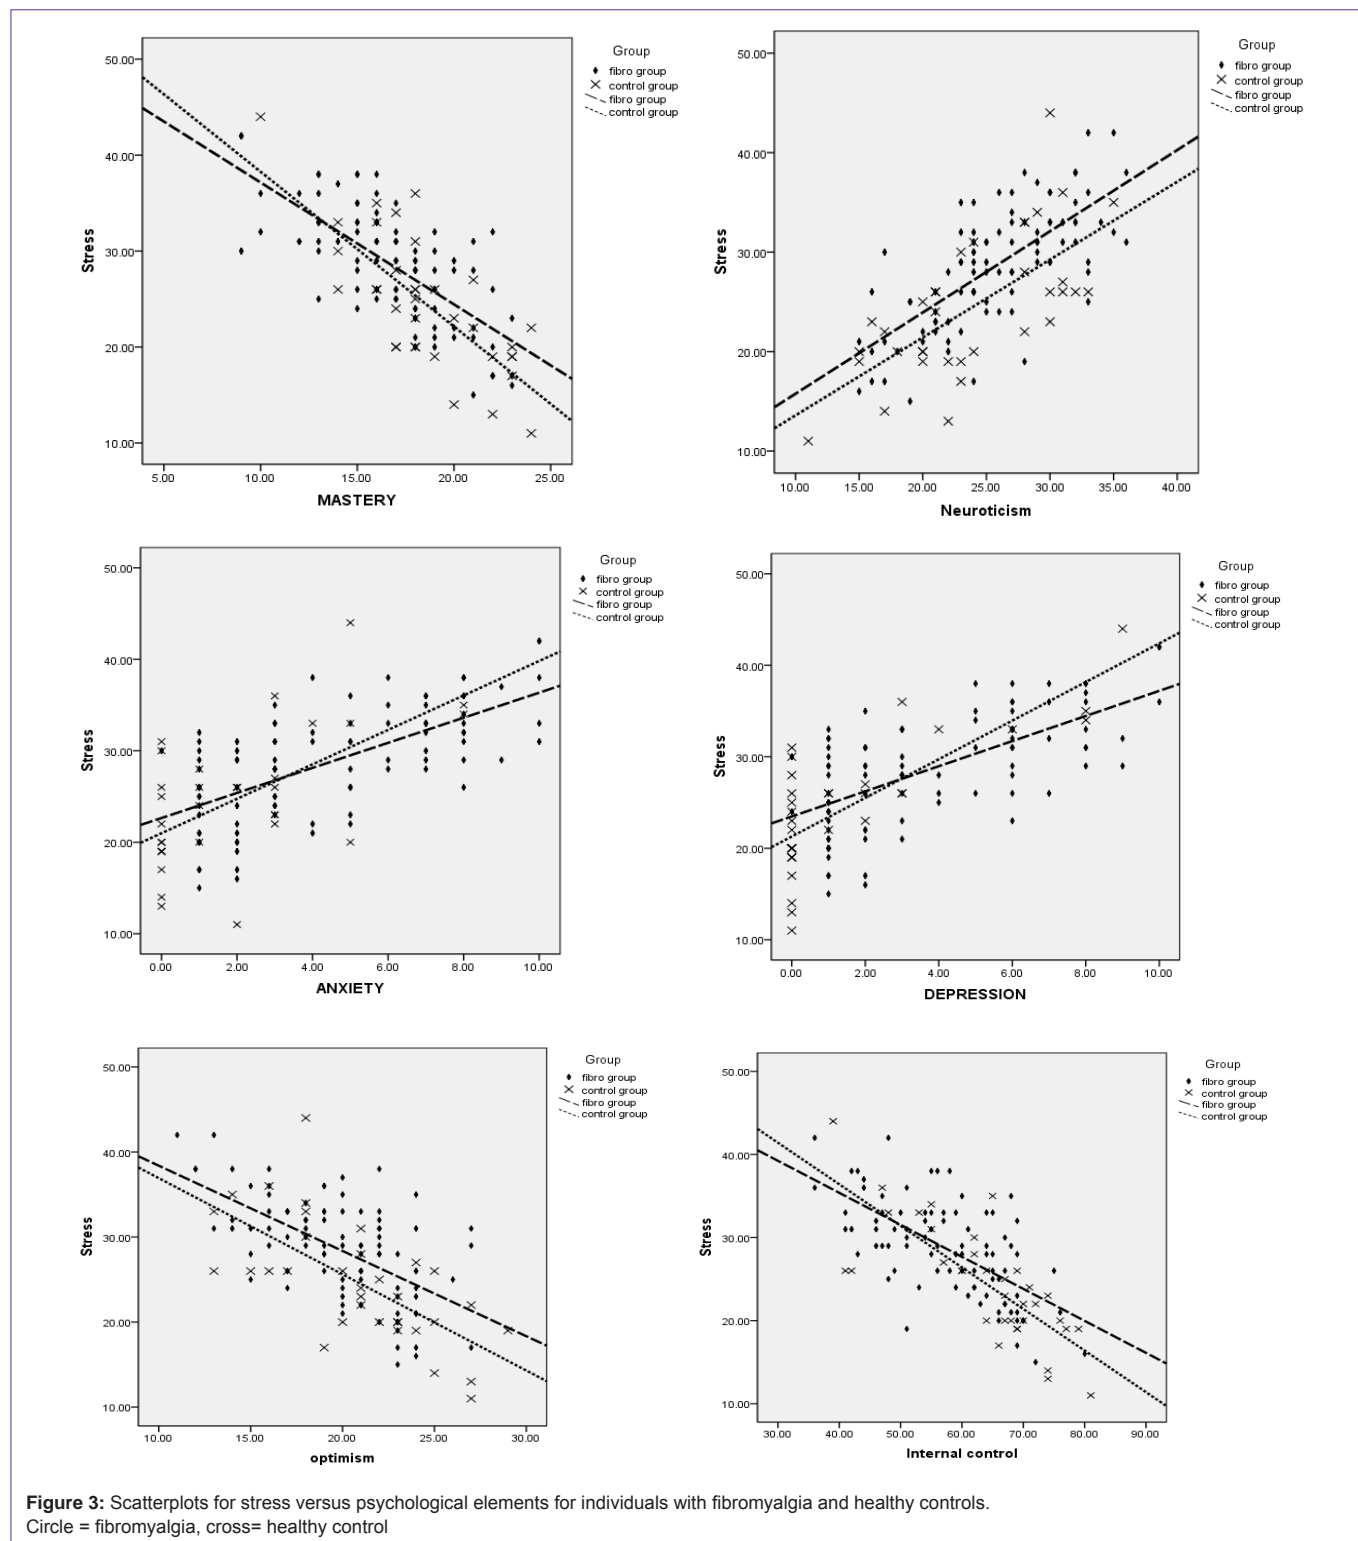 Group
fibro group
control group
fibro group
control group
50.00
40.00
30.00
20.00
10.00
Stress
5.00 10.00 15.00 20.00 25.00
MASTERY
Group
fibro group
control group
fibro group
control group
50.00
40.00
30.00
20.00
10.00
Stress
10.00 15.00 20.00 25.00 30.00 35.00 40.00
Neuroticism
Group
fibro group
control group
fibro group
control group
50.00
40.00
30.00
20.00
10.00
Stress
0.00 2.00 4.00 6.00 8.00 10.00
ANXIETY
Group
fibro group
control group
fibro group
control group
50.00
40.00
30.00
20.00
10.00
Stress
0.00 2.00 4.00 6.00 8.00 10.00
DEPRESSION
Group
fibro group
control group
fibro group
control group
50.00
40.00
30.00
20.00
10.00
Stress
10.00 15.00 20.00 25.00 30.00
optimism
Group
fibro group
control group
fibro group
control group
50.00
40.00
30.00
20.00
10.00
Stress
30.00 40.00 50.00 60.00 70.00 80.00 90.00
Internal control
Figure 3: Scatterplots for stress versus psychological elements for individuals with fibromyalgia and healthy controls.
Circle = fibromyalgia, cross= healthy control